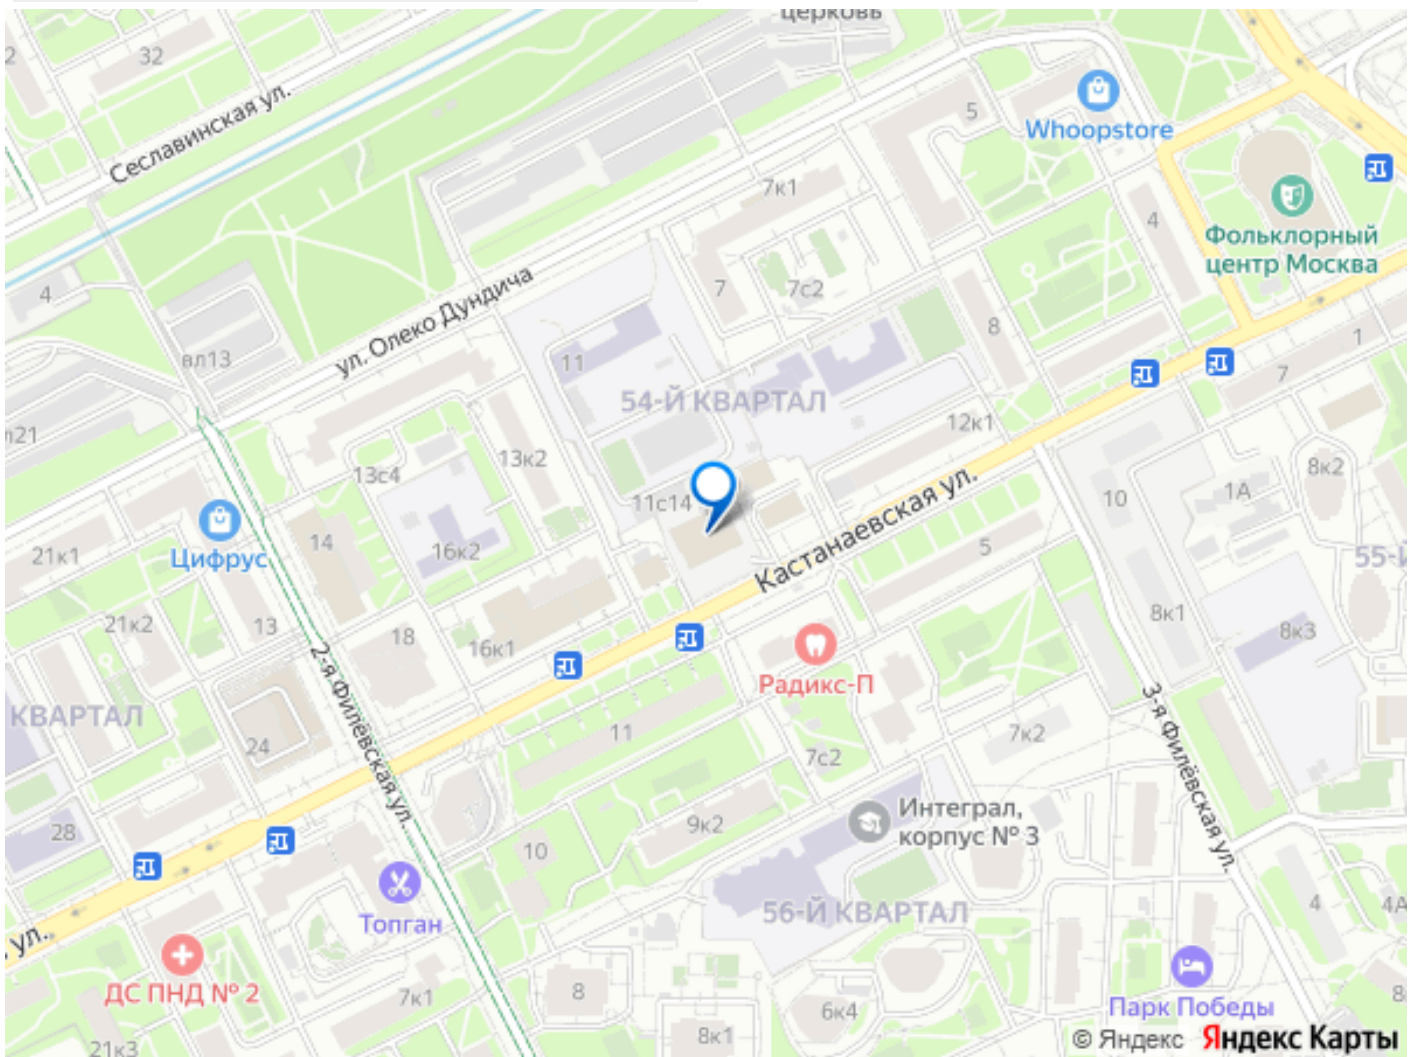 церковь
2
32
Сеславинская ул.
5
Whoopstore
7к1
4
Фольклорный
центр Москва
4
7
7с2
8
ул. Олеко Дундича
вл13
11
1
7
54-Й КВАРТАЛ
12к1
13к2
13с4
8к2
1А
10
11с14
Кастанаевская ул.
Цифрус
14
16к2
21к1
5
55-Й
8к1
8к3
21к2
13
18
16к1
2-я Филёвская ул.
Радикс-П
КВАРТАЛ
24
11
7с2
7к2
3-я Филёвская ул.
28
9к2
Интеграл,
корпус № 3
10
Топган
56-Й КВАРТАЛ
4
4А
ул.
ДС ПНД № 2
7к1
8
6к4
Парк Победы
8
21к3
8к1
© Яндекс Яндекс Карты